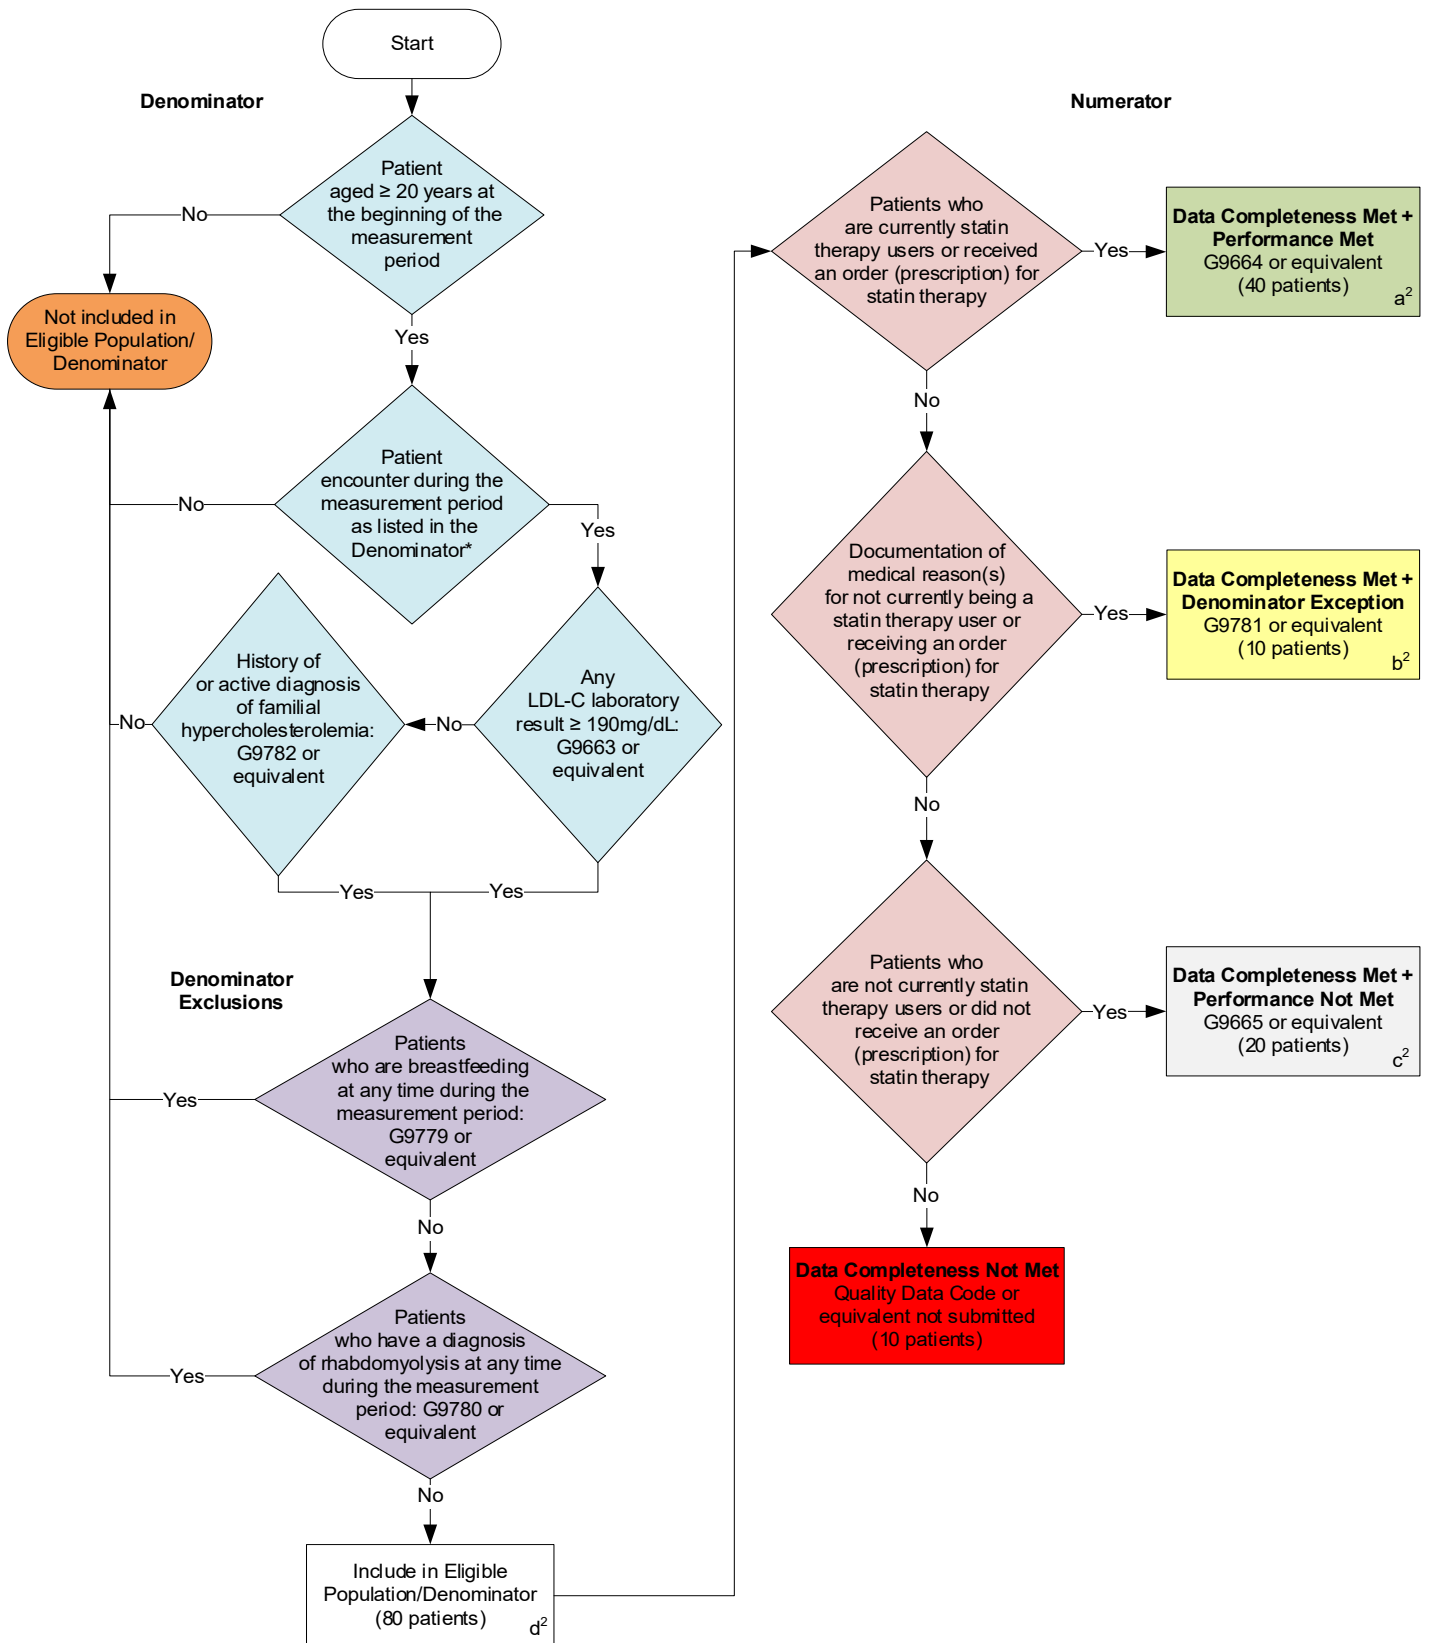 Start
Denominator
Patient
aged ≥ 20 years at
the beginning of the
measurement
period
No
Yes
Not included in
Eligible Population/
Denominator
Patient
encounter during the
measurement period
as listed in the
Denominator*
No
Yes
History of
or active diagnosis
of familial
hypercholesterolemia:
G9782 or
equivalent
No
Any
LDL-C laboratory
result ≥ 190mg/dL:
G9663 or
equivalent
No
Yes
Yes
Denominator
Exclusions
Patients
who are breastfeeding
at any time during the
measurement period:
G9779 or
equivalent
Yes
No
Patients
who have a diagnosis
of rhabdomyolysis at any time
during the measurement
period: G9780 or
equivalent
Yes
No
Include in Eligible
Population/Denominator
(80 patients)
d²
Numerator
Patients who
are currently statin
therapy users or received
an order (prescription) for
statin therapy
Yes
Data Completeness Met +
Performance Met
G9664 or equivalent
(40 patients)
a²
No
Documentation of
medical reason(s)
for not currently being a
statin therapy user or
receiving an order
(prescription) for
statin therapy
Yes
Data Completeness Met +
Denominator Exception
G9781 or equivalent
(10 patients)
b²
No
Patients who
are not currently statin
therapy users or did not
receive an order
(prescription) for
statin therapy
Yes
Data Completeness Met +
Performance Not Met
G9665 or equivalent
(20 patients)
c²
No
Data Completeness Not Met
Quality Data Code or
equivalent not submitted
(10 patients)